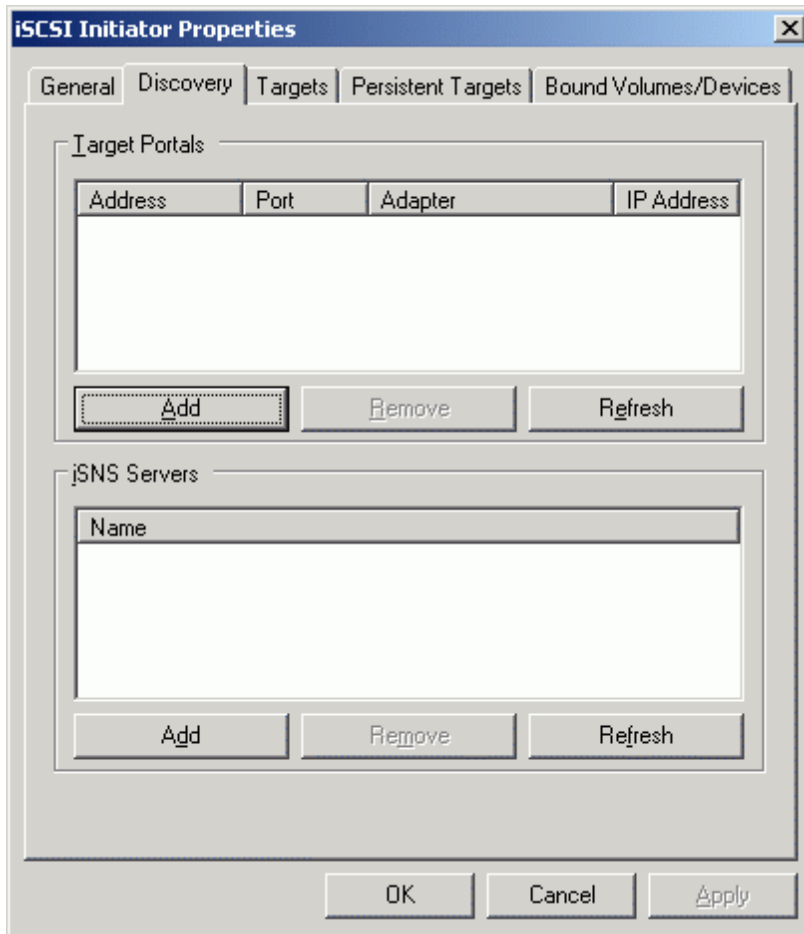 iSCSI Initiator Properties
General Discovery Targets Persistent Targets Bound Volumes/Devices
Target Portals
Address Port Adapter IP Address
Add Remove Refresh
iSNS Servers
Name
Add Remove Refresh
OK Cancel Apply